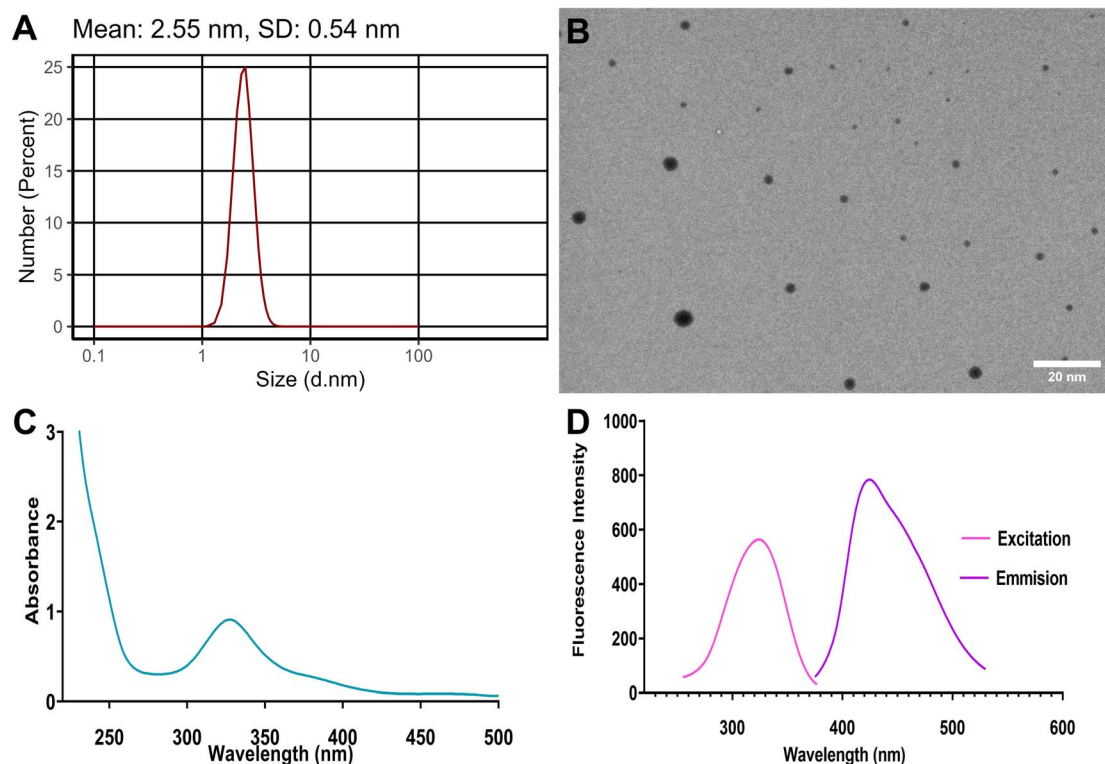 A
Mean: 2.55 nm, SD: 0.54 nm
Number (Percent)
25
20
15
10
5
0
0.1 1 10 100
Size (d.nm)
B
20 nm
C
Absorbance
3
2
1
0
250 300 350 400 450 500
Wavelength (nm)
D
Fluorescence Intensity
1000
800
600
400
200
0
300 400 500 600
Wavelength (nm)
Excitation
Emmision